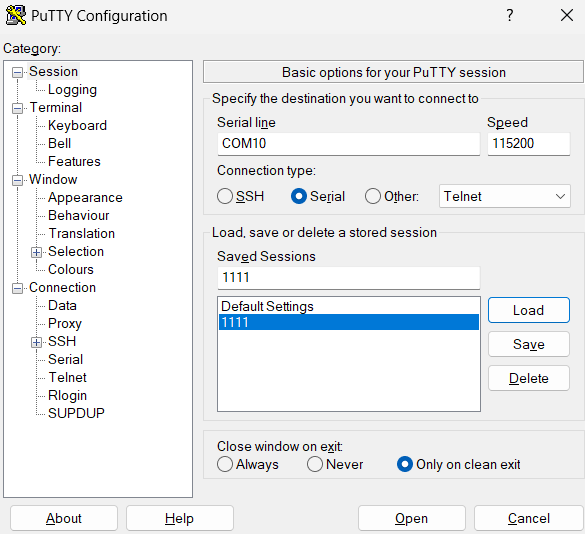 PuTTY Configuration
Category:
Session
Logging
Terminal
Keyboard
Bell
Features
Window
Appearance
Behaviour
Translation
Selection
Colours
Connection
Data
Proxy
SSH
Serial
Telnet
Rlogin
SUPDUP
Basic options for your PuTTY session
Specify the destination you want to connect to
Serial line Speed
COM10 115200
Connection type:
SSH Serial Other: Telnet
Load, save or delete a stored session
Saved Sessions
1111
Default Settings
1111
Load
Save
Delete
Close window on exit:
Always Never Only on clean exit
About Help Open Cancel